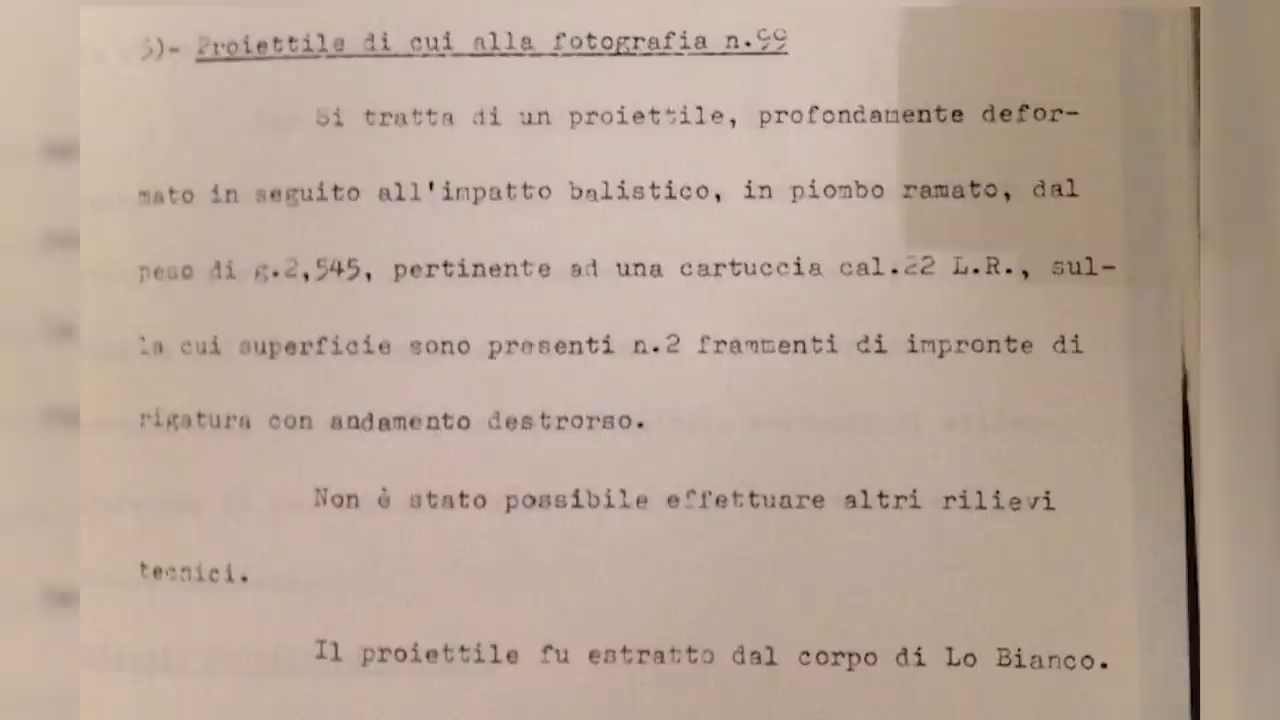 5)- Proiettile di cui alla fotografia n.99
Si tratta di un proiettile, profondamente defor-
mato in seguito all'impatto balistico, in piombo ramato, dal
peso di g.2,545, pertinente ad una cartuccia cal.22 L.R., sul-
la cui superficie sono presenti n.2 frammenti di impronte di
rigatura con andamento destrorso.
Non è stato possibile effettuare altri rilievi
tecnici.
Il proiettile fu estratto dal corpo di Lo Bianco.